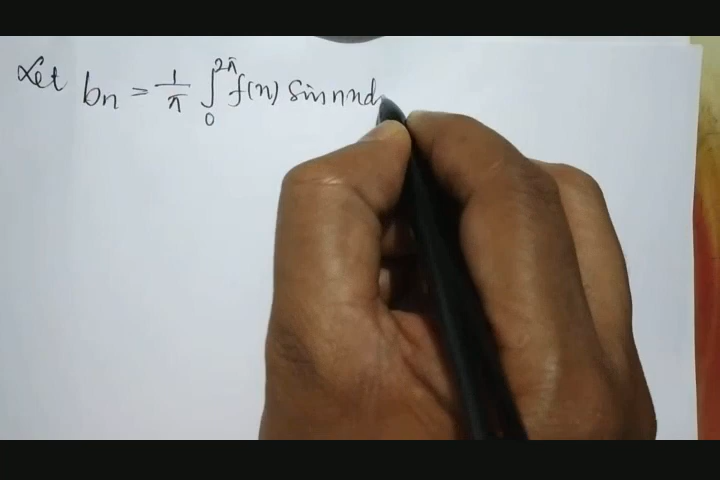 Let bn = 1/π ∫₀^2π f(x) sin nx d